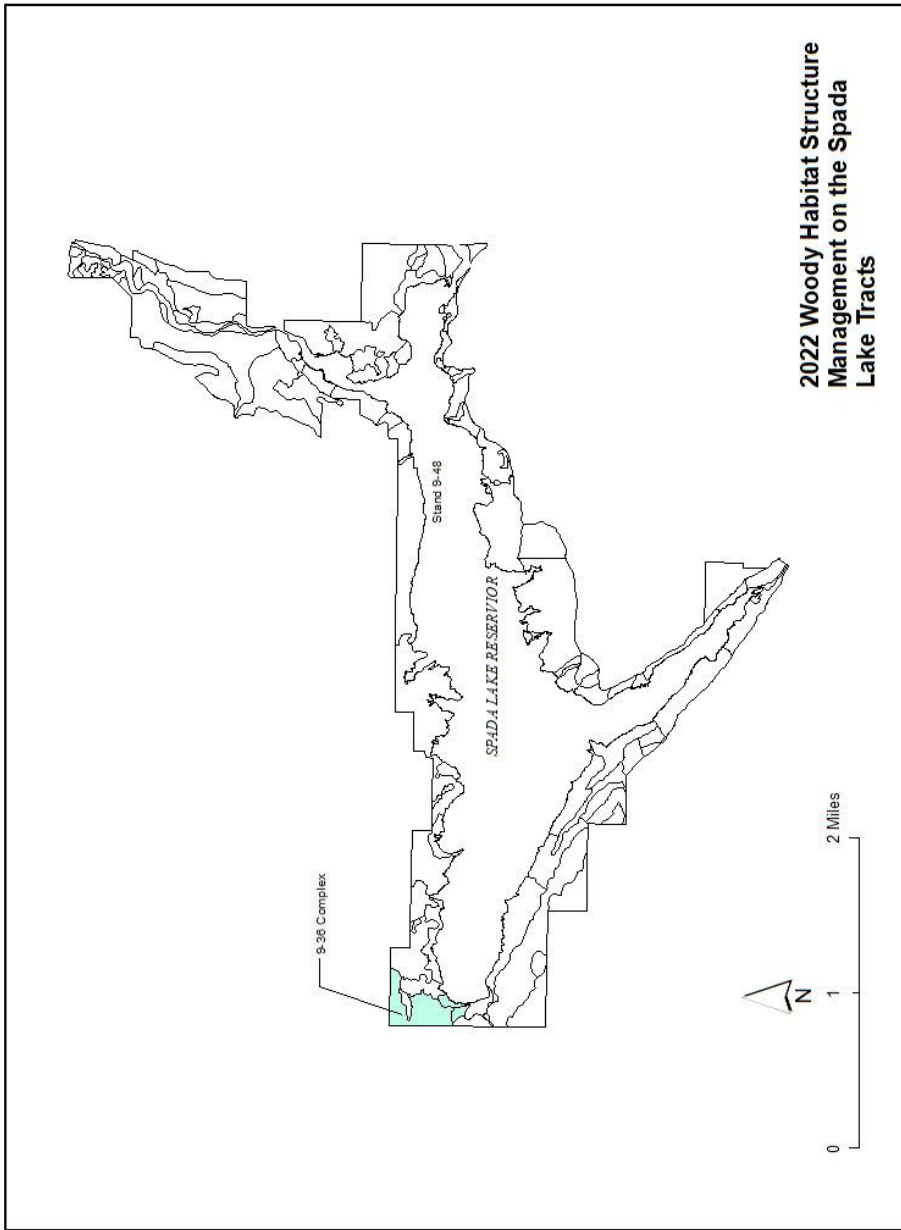 9-36 Complex
Stand 9-48
SPADA LAKE RESERVIOR
N
0 1 2 Miles
2022 Woody Habitat Structure
Management on the Spada
Lake Tracts